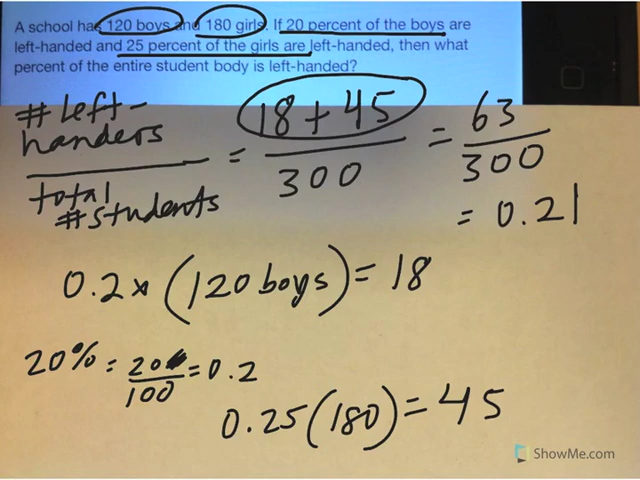 A school has 120 boys and 180 girls. If 20 percent of the boys are
left-handed and 25 percent of the girls are left-handed, then what
percent of the entire student body is left-handed?
# left-handers / total # students = 18 + 45 / 300 = 63 / 300
= 0.21
0.2 x (120 boys) = 18
20% = 20 / 100 = 0.2
0.25 (180) = 45
ShowMe.com